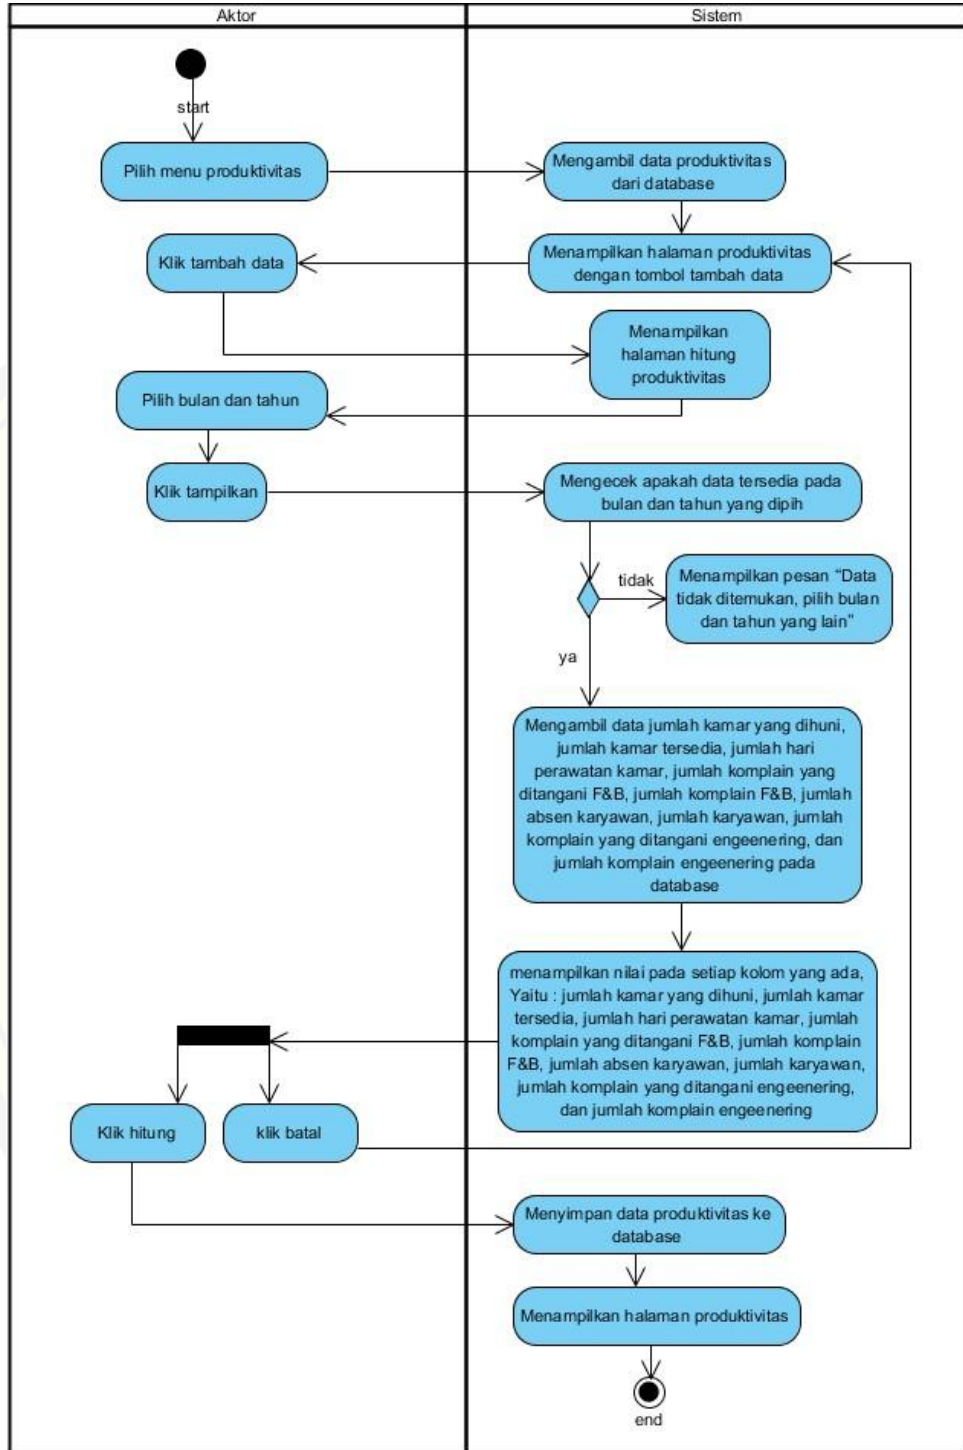 Aktor
Sistem
start
Pilih menu produktivitas
Mengambil data produktivitas
dari database
Klik tambah data
Menampilkan halaman produktivitas
dengan tombol tambah data
Menampilkan
halaman hitung
produktivitas
Pilih bulan dan tahun
Klik tampilkan
Mengecek apakah data tersedia pada
bulan dan tahun yang dipih
tidak
Menampilkan pesan “Data
tidak ditemukan, pilih bulan
dan tahun yang lain”
ya
Mengambil data jumlah kamar yang dihuni,
jumlah kamar tersedia, jumlah hari
perawatan kamar, jumlah komplain yang
ditangani F&B, jumlah komplain F&B, jumlah
absen karyawan, jumlah karyawan, jumlah
komplain yang ditangani engeenering, dan
jumlah komplain engeenering pada
database
menampilkan nilai pada setiap kolom yang ada,
Yaitu : jumlah kamar yang dihuni, jumlah kamar
tersedia, jumlah hari perawatan kamar, jumlah
komplain yang ditangani F&B, jumlah komplain
F&B, jumlah absen karyawan, jumlah karyawan,
jumlah komplain yang ditangani engeenering,
dan jumlah komplain engeenering
Klik hitung
klik batal
Menyimpan data produktivitas ke
database
Menampilkan halaman produktivitas
end